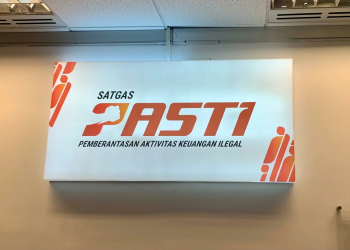 SATGAS
PASTI
PEMBERANTASAN AKTIVITAS KEUANGAN ILEGAL